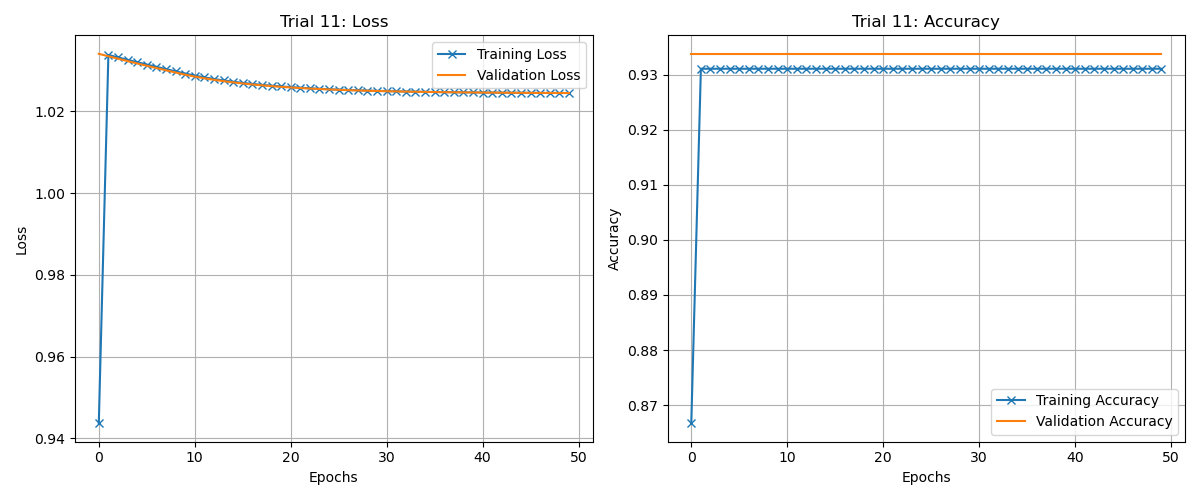 Trial 11: Loss
Training Loss
Validation Loss
1.02
1.00
0.98
0.96
0.94
Loss
0 10 20 30 40 50
Epochs
Trial 11: Accuracy
0.93
0.92
0.91
0.90
0.89
0.88
0.87
Accuracy
Training Accuracy
Validation Accuracy
0 10 20 30 40 50
Epochs